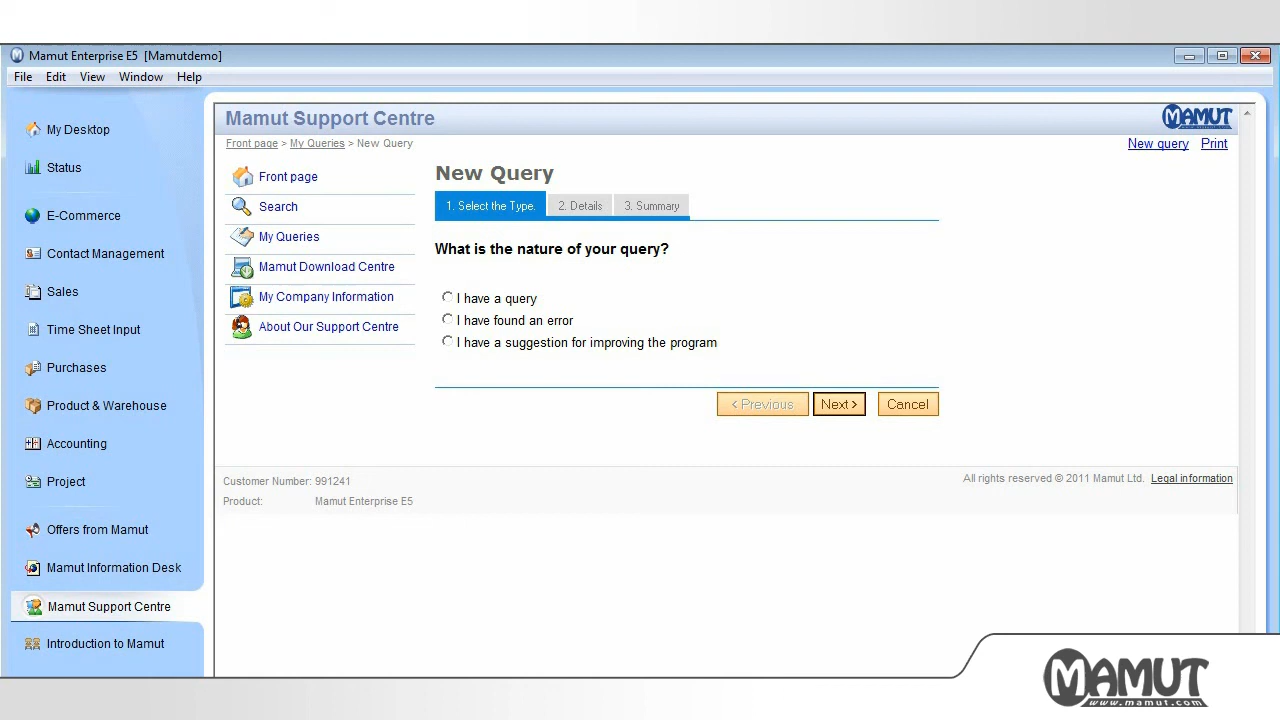 Mamut Enterprise E5 [Mamutdemo]
File Edit View Window Help
My Desktop
Status
E-Commerce
Contact Management
Sales
Time Sheet Input
Purchases
Product & Warehouse
Accounting
Project
Offers from Mamut
Mamut Information Desk
Mamut Support Centre
Introduction to Mamut
Mamut Support Centre
MAMUT
www.mamut.com
Front page > My Queries > New Query
New query Print
Front page
Search
My Queries
Mamut Download Centre
My Company Information
About Our Support Centre
New Query
1. Select the Type. 2. Details 3. Summary
What is the nature of your query?
I have a query
I have found an error
I have a suggestion for improving the program
< Previous Next > Cancel
Customer Number: 991241
Product: Mamut Enterprise E5
All rights reserved © 2011 Mamut Ltd. Legal information
MAMUT
www.mamut.com